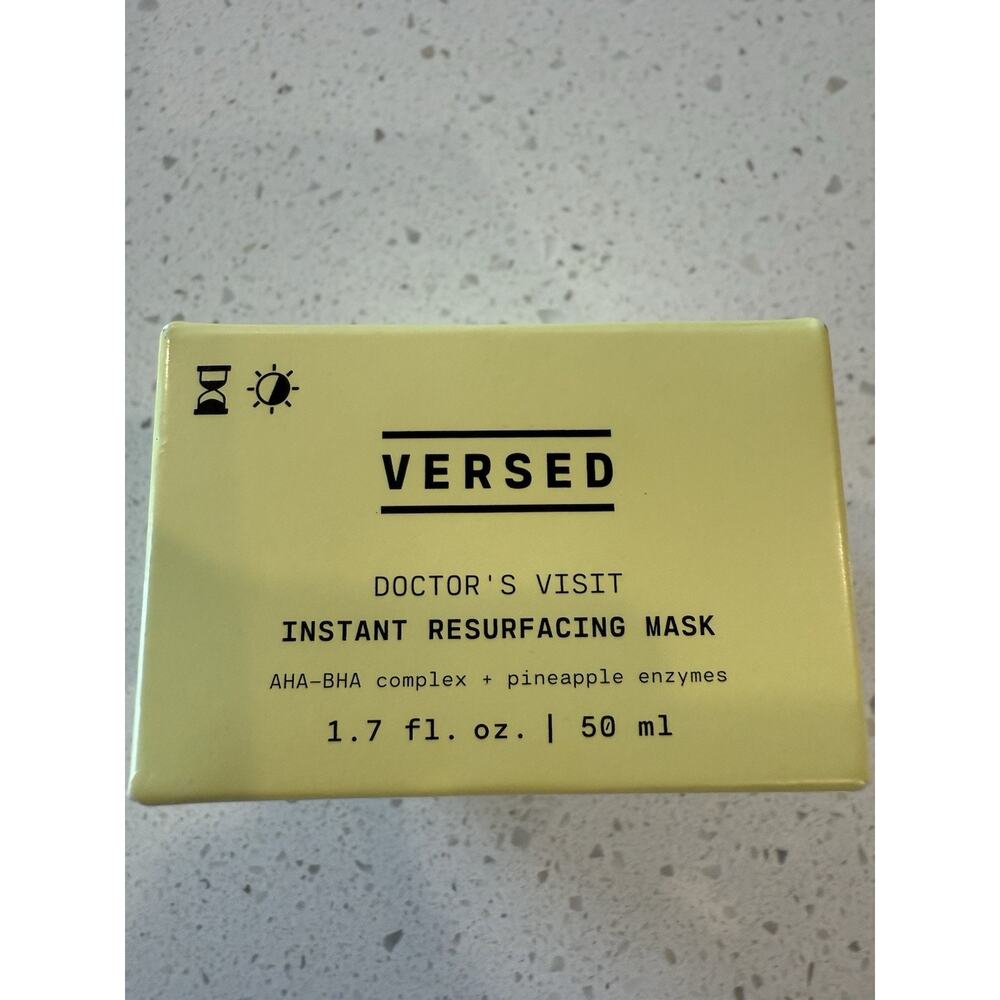 VERSED
DOCTOR'S VISIT
INSTANT RESURFACING MASK
AHA-BHA complex + pineapple enzymes
1.7 fl. oz. | 50 ml